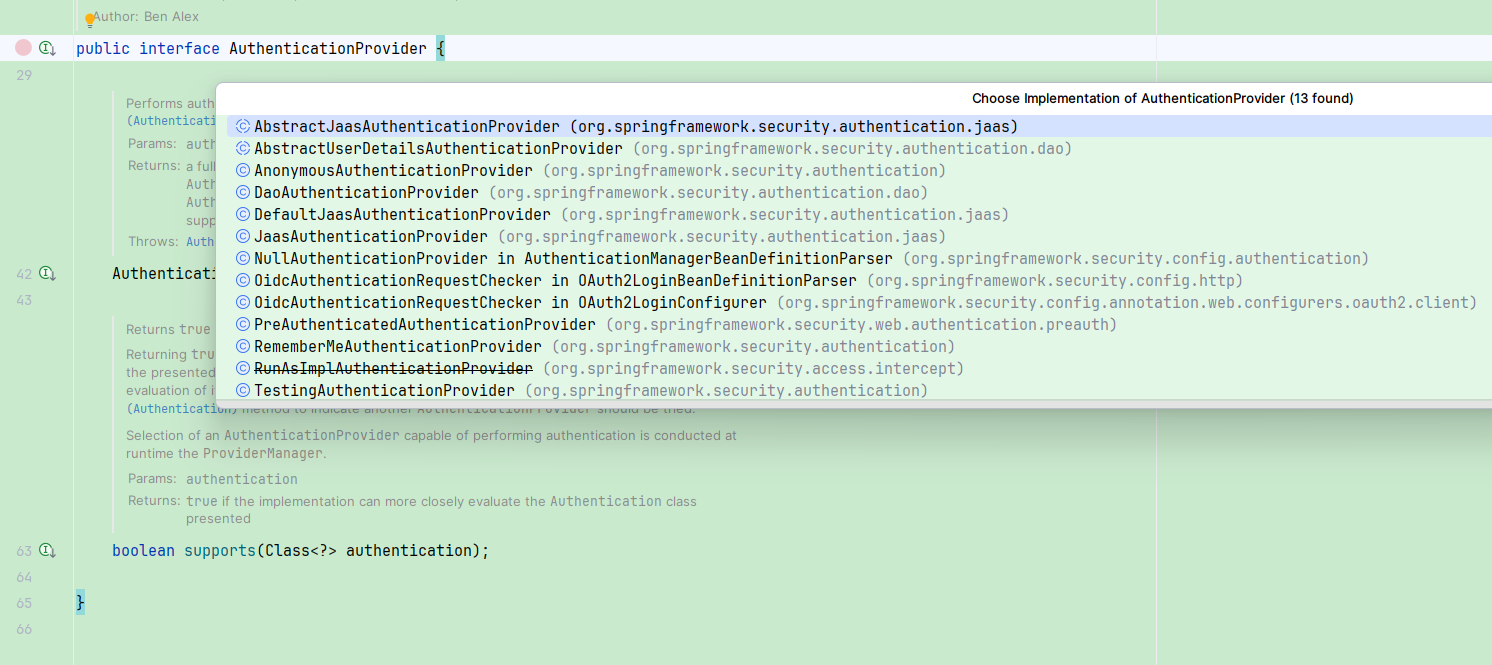 Author: Ben Alex
public interface AuthenticationProvider {
29
Choose Implementation of AuthenticationProvider (13 found)
Performs auth
(Authenticati
Params: auth
Returns: a full
Auth
Auth
supp
Throws: Auth
AbstractJaasAuthenticationProvider (org.springframework.security.authentication.jaas)
AbstractUserDetailsAuthenticationProvider (org.springframework.security.authentication.dao)
AnonymousAuthenticationProvider (org.springframework.security.authentication)
DaoAuthenticationProvider (org.springframework.security.authentication.dao)
DefaultJaasAuthenticationProvider (org.springframework.security.authentication.jaas)
JaasAuthenticationProvider (org.springframework.security.authentication.jaas)
NullAuthenticationProvider in AuthenticationManagerBeanDefinitionParser (org.springframework.security.config.authentication)
OidcAuthenticationRequestChecker in OAuth2LoginBeanDefinitionParser (org.springframework.security.config.http)
OidcAuthenticationRequestChecker in OAuth2LoginConfigurer (org.springframework.security.config.annotation.web.configurers.oauth2.client)
PreAuthenticatedAuthenticationProvider (org.springframework.security.web.authentication.preauth)
RememberMeAuthenticationProvider (org.springframework.security.authentication)
RunAsImplAuthenticationProvider (org.springframework.security.access.intercept)
TestingAuthenticationProvider (org.springframework.security.authentication)
42 Authenticati
43
Returns true
Returning tru
the presented
evaluation of i
(Authentication) method to indicate another AuthenticationProvider should be tried.
Selection of an AuthenticationProvider capable of performing authentication is conducted at
runtime the ProviderManager.
Params: authentication
Returns: true if the implementation can more closely evaluate the Authentication class
presented
63 boolean supports(Class<?> authentication);
64
65 }
66